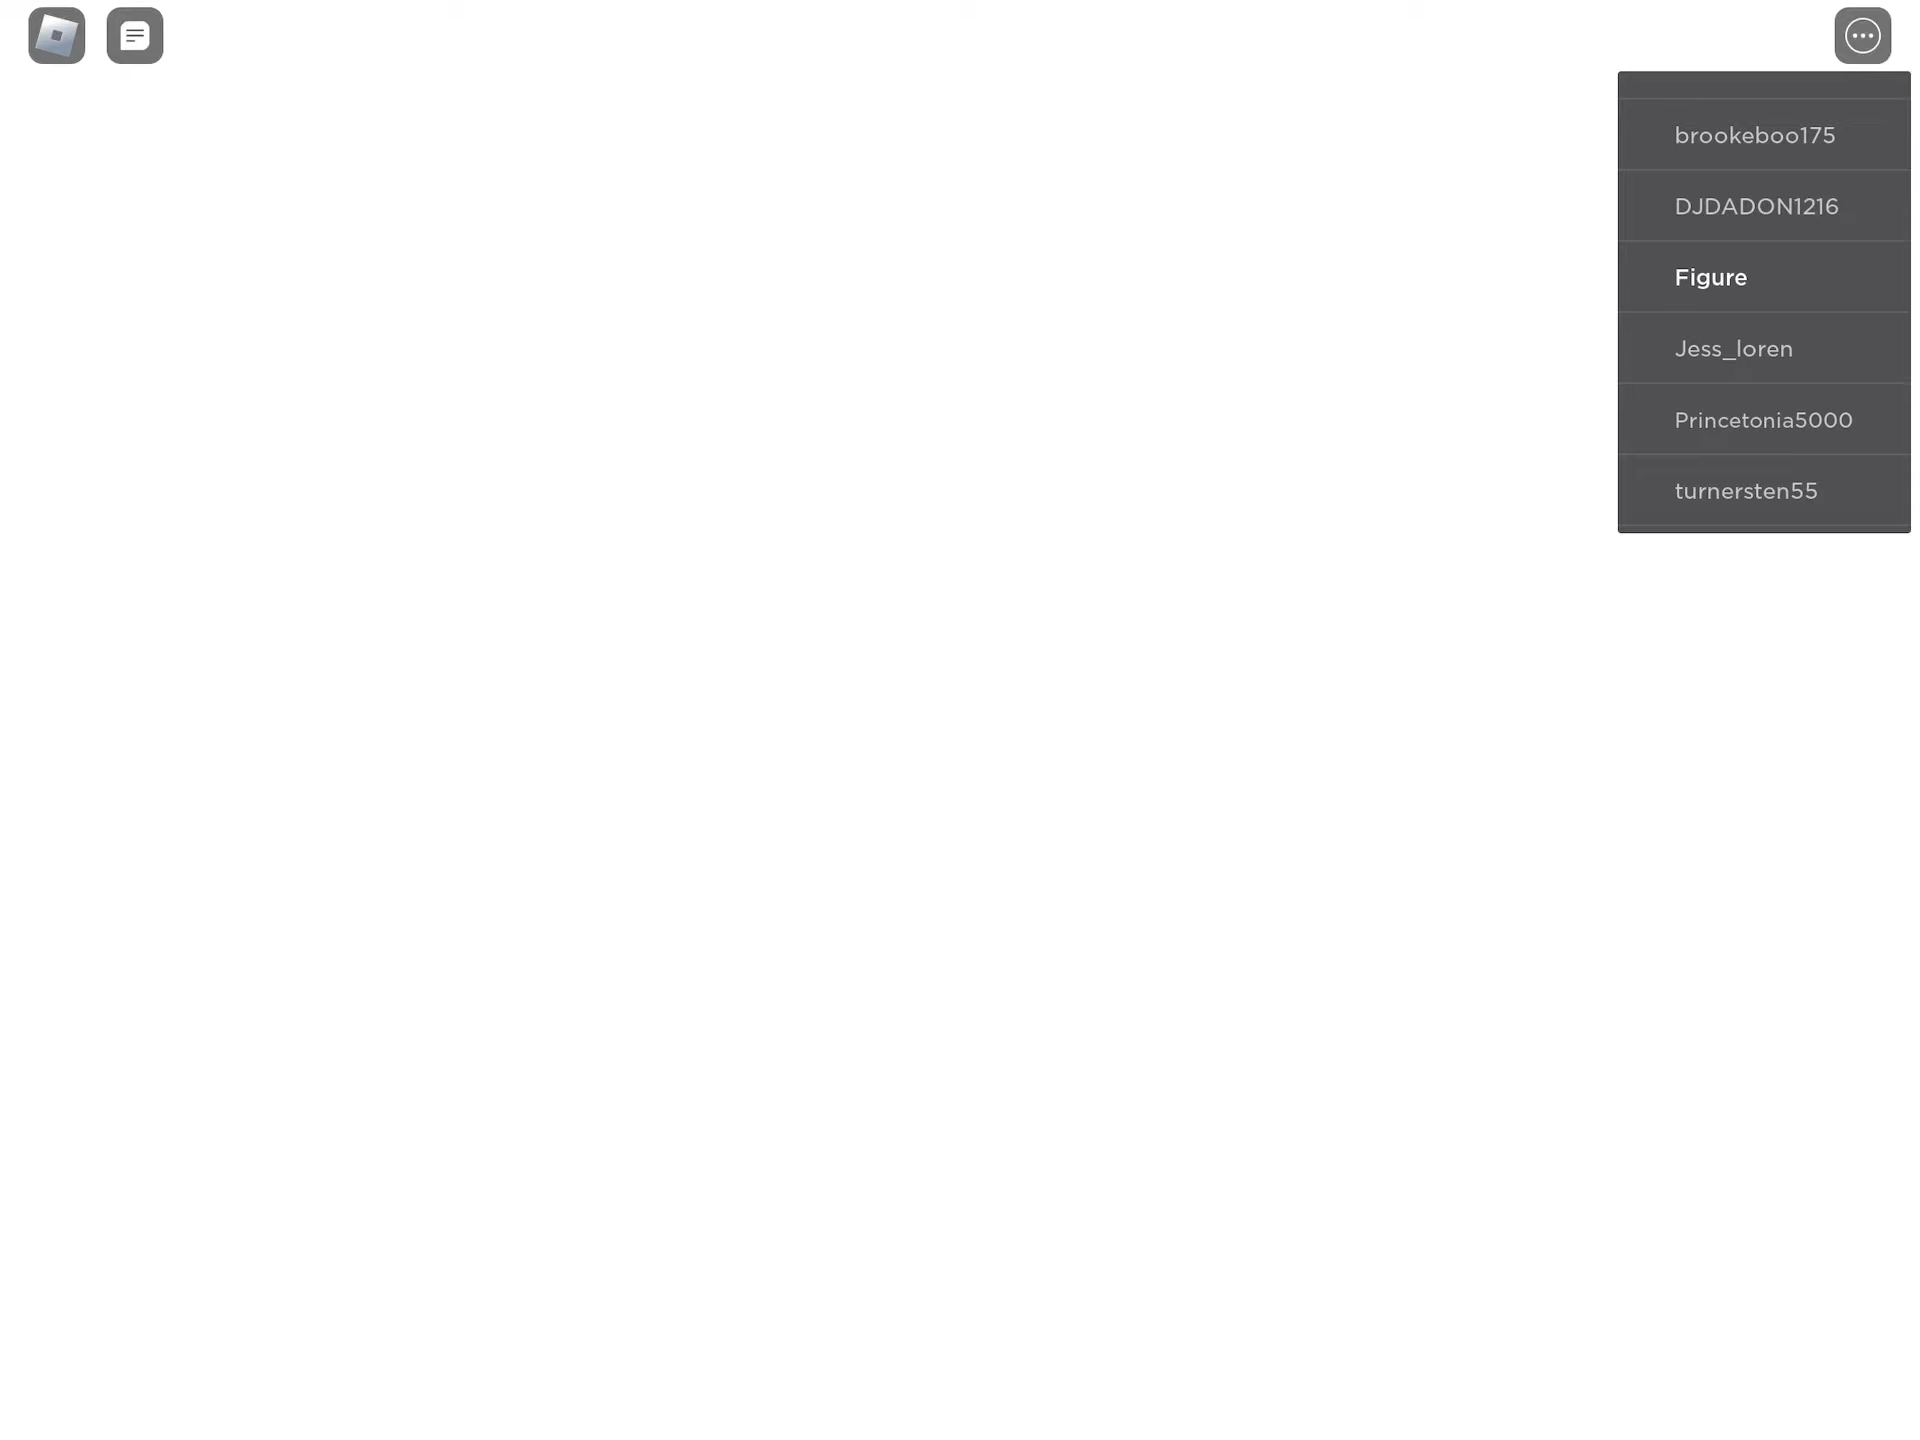 brookeboo175
DJDADON1216
Figure
Jess_loren
Princetonia5000
turnersten55